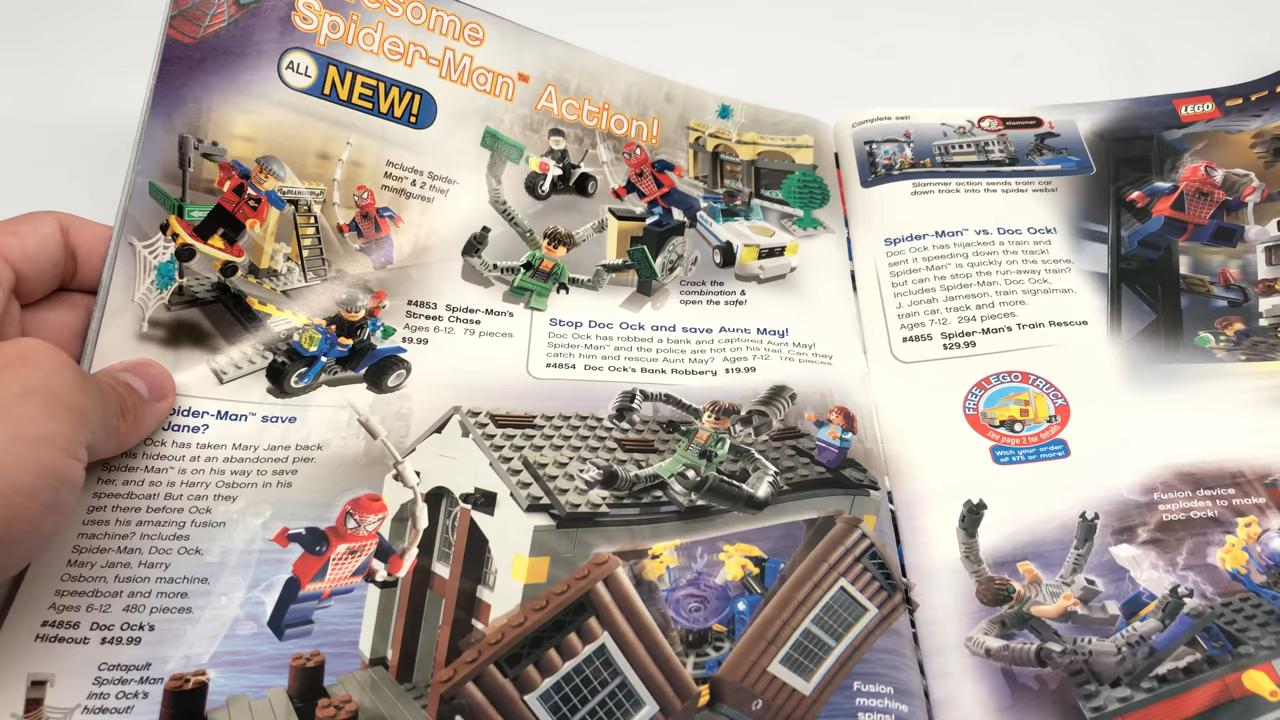 esome
Spider-Man™ Action!
ALL NEW!
Includes Spider-
Man™ & 2 thief
minifigures!
DIAMONDS
#4853 Spider-Man's
Street Chase
Ages 6-12. 79 pieces.
$9.99
BANK
Crack the
combination &
open the safe!
Stop Doc Ock and save Aunt May!
Doc Ock has robbed a bank and captured Aunt May!
Spider-Man™ and the police are hot on his trail. Can they
catch him and rescue Aunt May? Ages 7-12. 176 pieces.
#4854 Doc Ock's Bank Robbery $19.99
pider-Man™ save
Jane?
Ock has taken Mary Jane back
his hideout at an abandoned pier.
Spider-Man™ is on his way to save
her, and so is Harry Osborn in his
speedboat! But can they
get there before Ock
uses his amazing fusion
machine? Includes
Spider-Man, Doc Ock,
Mary Jane, Harry
Osborn, fusion machine,
speedboat and more.
Ages 6-12. 480 pieces.
#4856 Doc Ock's
Hideout $49.99
Catapult
Spider-Man
into Ock's
hideout!
Fusion
machine
spins!
Complete set!
slammer
Slammer action sends train car
down track into the spider webs!
LEGO
Spider-Man™ vs. Doc Ock!
Doc Ock has hijacked a train and
sent it speeding down the track!
Spider-Man™ is quickly on the scene,
but can he stop the run-away train?
Includes Spider-Man, Doc Ock,
J. Jonah Jameson, train signalman,
train car, track and more.
Ages 7-12. 294 pieces.
#4855 Spider-Man's Train Rescue
$29.99
FREE LEGO TRUCK
See page 2 for details
With your order
of $75 or more!
Fusion device
explodes to make
Doc Ock!